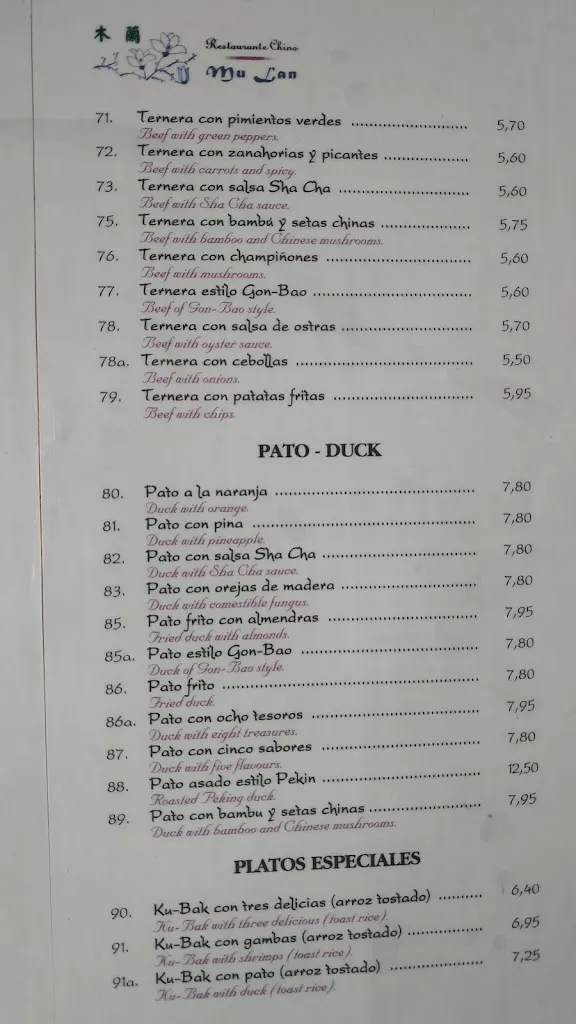 木 蘭
Restaurante Chino
Mu Lan
71. Ternera con pimientos verdes ........................... 5,70
Beef with green peppers.
72. Ternera con zanahorias y picantes ................... 5,60
Beef with carrots and spicy.
73. Ternera con salsa Sha Cha ............................. 5,60
Beef with Sha Cha sauce.
75. Ternera con bambú y setas chinas .................... 5,75
Beef with bamboo and Chinese mushrooms.
76. Ternera con champiñones ................................ 5,60
Beef with mushrooms.
77. Ternera estilo Gon-Bao .................................... 5,60
Beef of Gon-Bao style.
78. Ternera con salsa de ostras ............................. 5,70
Beef with oyster sauce.
78a. Ternera con cebollas ...................................... 5,50
Beef with onions.
79. Ternera con patatas fritas ............................... 5,95
Beef with chips.
PATO - DUCK
80. Pato a la naranja ............................................. 7,80
Duck with orange.
81. Pato con pina .................................................. 7,80
Duck with pineapple.
82. Pato con salsa Sha Cha ................................... 7,80
Duck with Sha Cha sauce.
83. Pato con orejas de madera .............................. 7,80
Duck with comestible fungus.
85. Pato frito con almendras ................................. 7,95
Fried duck with almonds.
85a. Pato estilo Gon-Bao ........................................ 7,80
Duck of Gon-Bao style.
86. Pato frito ......................................................... 7,80
Fried duck.
86a. Pato con ocho tesoros ...................................... 7,95
Duck with eight treasures.
87. Pato con cinco sabores .................................... 7,80
Duck with five flavours.
88. Pato asado estilo Pekin .................................... 12,50
Roasted Peking duck.
89. Pato con bambu y setas chinas ......................... 7,95
Duck with bamboo and Chinese mushrooms.
PLATOS ESPECIALES
90. Ku-Bak con tres delicias (arroz tostado) .......... 6,40
Ku-Bak with three delicious (toast rice).
91. Ku-Bak con gambas (arroz tostado) ................. 6,95
Ku-Bak with shrimps (toast rice).
91a. Ku-Bak con pato (arroz tostado) ..................... 7,25
Ku-Bak with duck (toast rice).